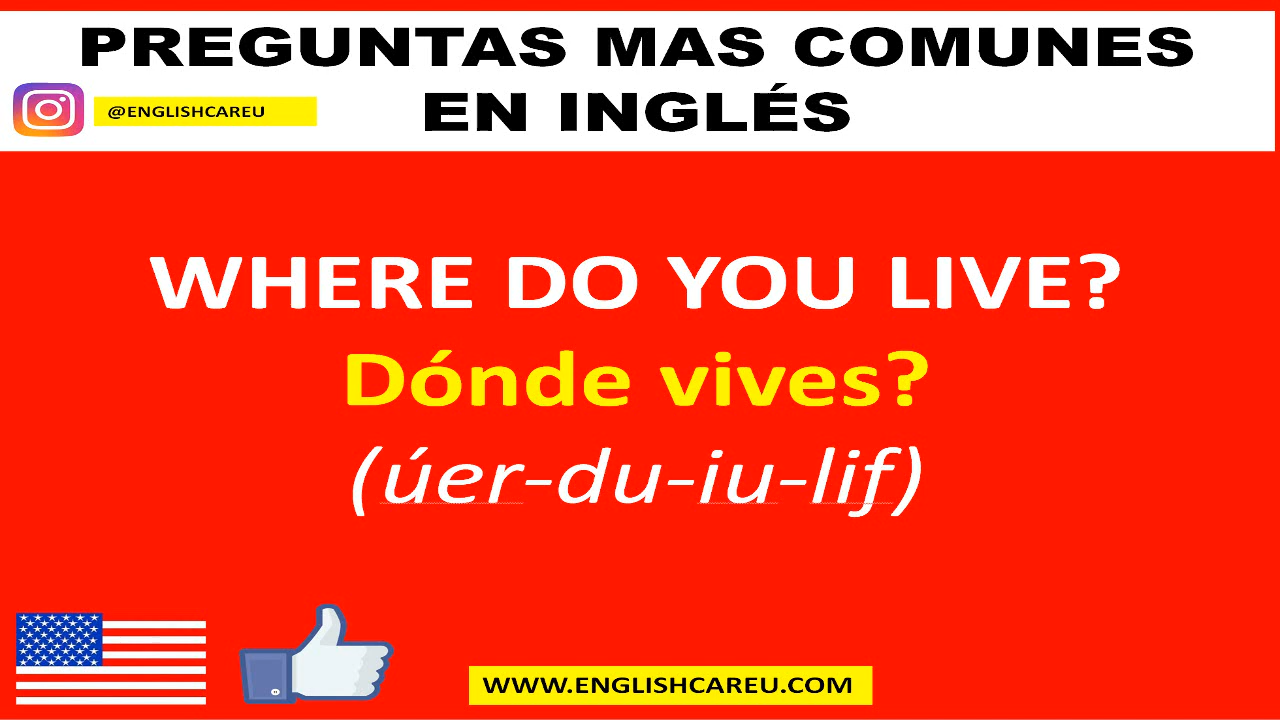 PREGUNTAS MAS COMUNES
EN INGLÉS
@ENGLISHCAREU
WHERE DO YOU LIVE?
Dónde vives?
(úer-du-iu-lif)
WWW.ENGLISHCAREU.COM